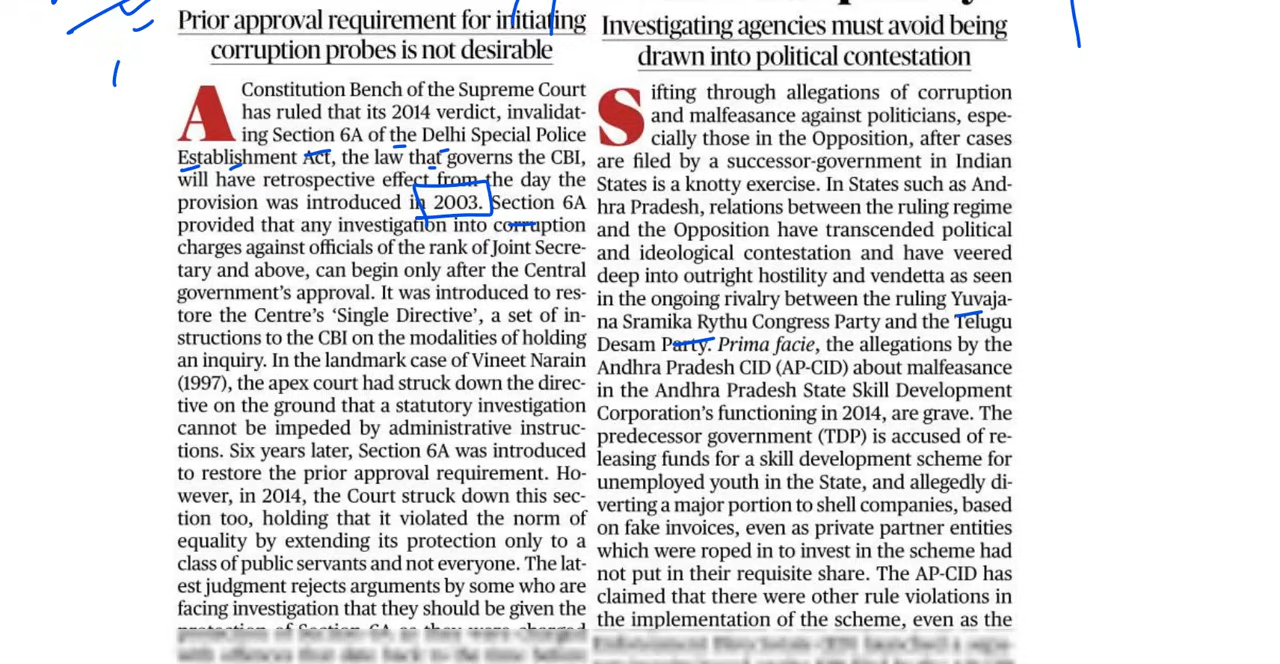 Prior approval requirement for initiating
corruption probes is not desirable
A Constitution Bench of the Supreme Court
has ruled that its 2014 verdict, invalidat-
ing Section 6A of the Delhi Special Police
Establishment Act, the law that governs the CBI,
will have retrospective effect from the day the
provision was introduced in 2003. Section 6A
provided that any investigation into corruption
charges against officials of the rank of Joint Secre-
tary and above, can begin only after the Central
government's approval. It was introduced to res-
tore the Centre's ‘Single Directive’, a set of in-
structions to the CBI on the modalities of holding
an inquiry. In the landmark case of Vineet Narain
(1997), the apex court had struck down the direc-
tive on the ground that a statutory investigation
cannot be impeded by administrative instruc-
tions. Six years later, Section 6A was introduced
to restore the prior approval requirement. Ho-
wever, in 2014, the Court struck down this sec-
tion too, holding that it violated the norm of
equality by extending its protection only to a
class of public servants and not everyone. The lat-
est judgment rejects arguments by some who are
facing investigation that they should be given the
Investigating agencies must avoid being
drawn into political contestation
Sifting through allegations of corruption
and malfeasance against politicians, espe-
cially those in the Opposition, after cases
are filed by a successor-government in Indian
States is a knotty exercise. In States such as And-
hra Pradesh, relations between the ruling regime
and the Opposition have transcended political
and ideological contestation and have veered
deep into outright hostility and vendetta as seen
in the ongoing rivalry between the ruling Yuvaja-
na Sramika Rythu Congress Party and the Telugu
Desam Party. Prima facie, the allegations by the
Andhra Pradesh CID (AP-CID) about malfeasance
in the Andhra Pradesh State Skill Development
Corporation's functioning in 2014, are grave. The
predecessor government (TDP) is accused of re-
leasing funds for a skill development scheme for
unemployed youth in the State, and allegedly di-
verting a major portion to shell companies, based
on fake invoices, even as private partner entities
which were roped in to invest in the scheme had
not put in their requisite share. The AP-CID has
claimed that there were other rule violations in
the implementation of the scheme, even as the